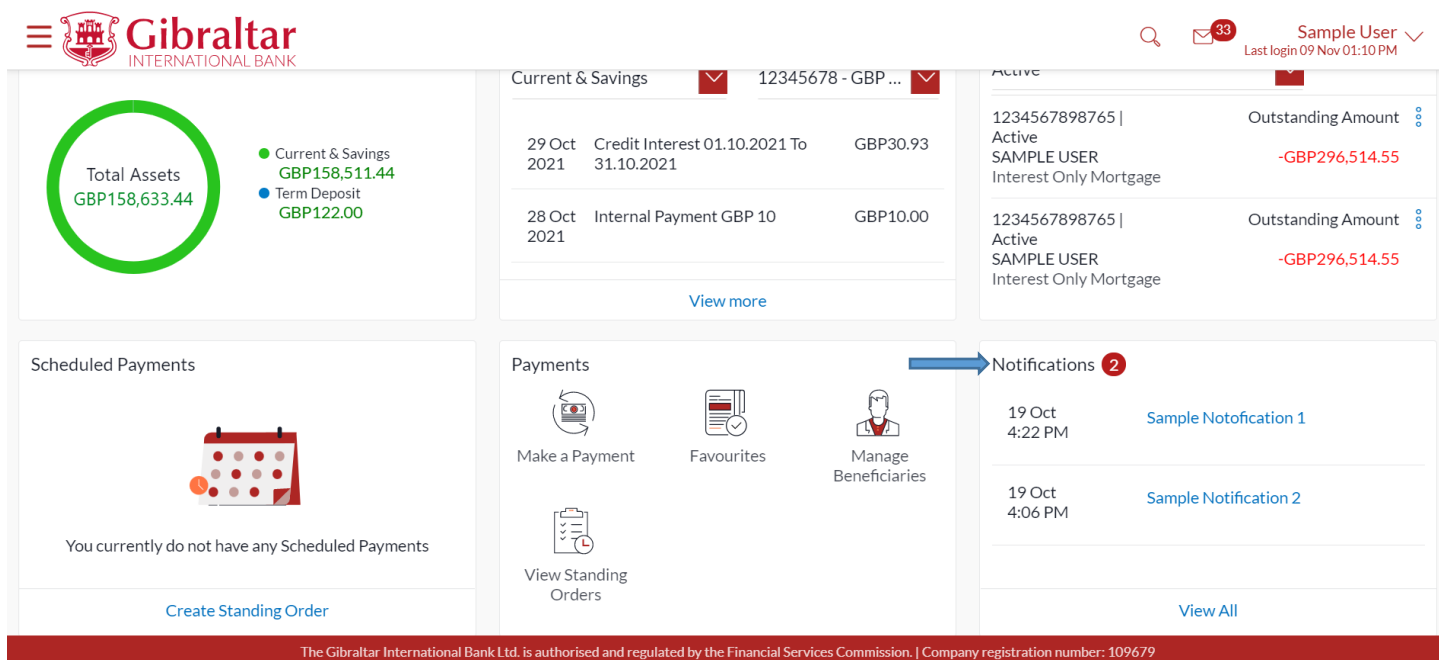 Gibraltar
INTERNATIONAL BANK
33
Sample User
Last login 09 Nov 01:10 PM
Total Assets
GBP158,633.44
Current & Savings
GBP158,511.44
Term Deposit
GBP122.00
Current & Savings
12345678 - GBP ...
29 Oct 2021 Credit Interest 01.10.2021 To 31.10.2021 GBP30.93
28 Oct 2021 Internal Payment GBP 10 GBP10.00
View more
Active
1234567898765 | Outstanding Amount
Active
SAMPLE USER -GBP296,514.55
Interest Only Mortgage
1234567898765 | Outstanding Amount
Active
SAMPLE USER -GBP296,514.55
Interest Only Mortgage
Scheduled Payments
You currently do not have any Scheduled Payments
Create Standing Order
Payments
Make a Payment
Favourites
Manage
Beneficiaries
View Standing
Orders
Notifications 2
19 Oct
4:22 PM
Sample Notofication 1
19 Oct
4:06 PM
Sample Notification 2
View All
The Gibraltar International Bank Ltd. is authorised and regulated by the Financial Services Commission. | Company registration number: 109679